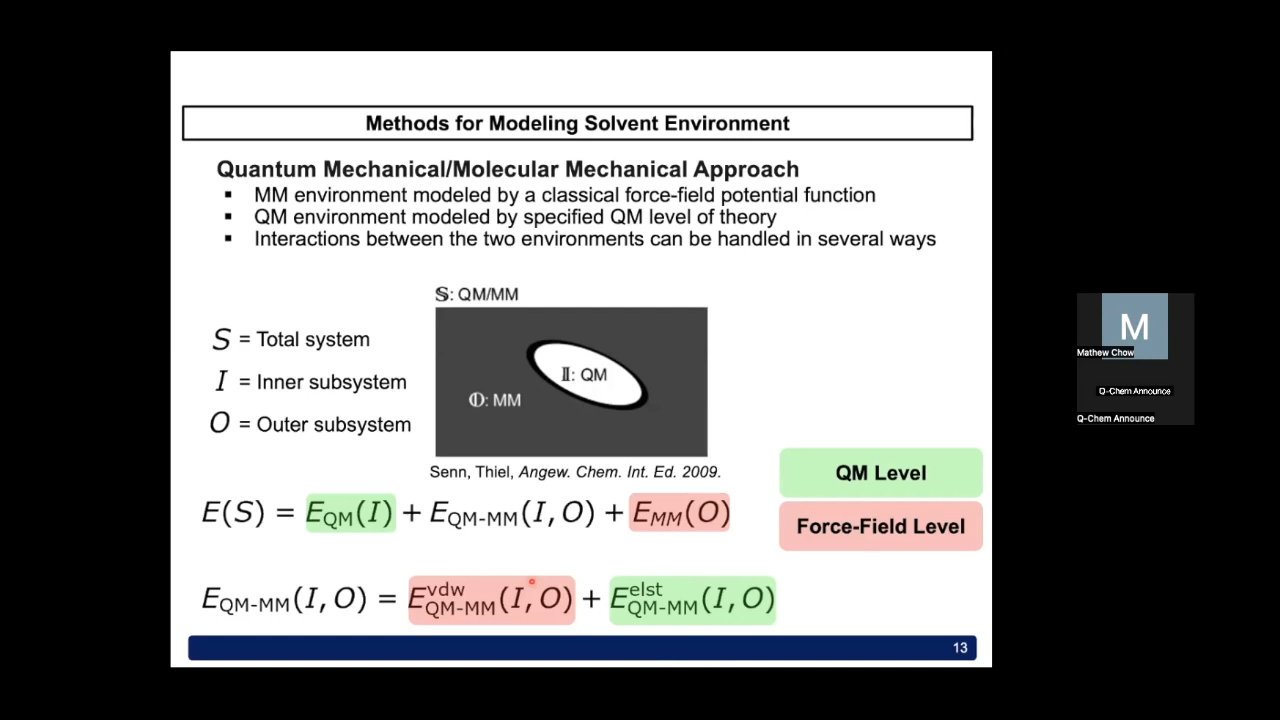 Methods for Modeling Solvent Environment
Quantum Mechanical/Molecular Mechanical Approach
▪ MM environment modeled by a classical force-field potential function
▪ QM environment modeled by specified QM level of theory
▪ Interactions between the two environments can be handled in several ways
𝕊: QM/MM
S = Total system
I = Inner subsystem
O = Outer subsystem
𝕀: QM
𝕆: MM
Senn, Thiel, Angew. Chem. Int. Ed. 2009.
QM Level
Force-Field Level
E(S) = E_QM(I) + E_QM-MM(I, O) + E_MM(O)
E_QM-MM(I, O) = E^vdw_QM-MM(I, O) + E^elst_QM-MM(I, O)
13
M
Mathew Chow
Q-Chem Announce
Q-Chem Announce